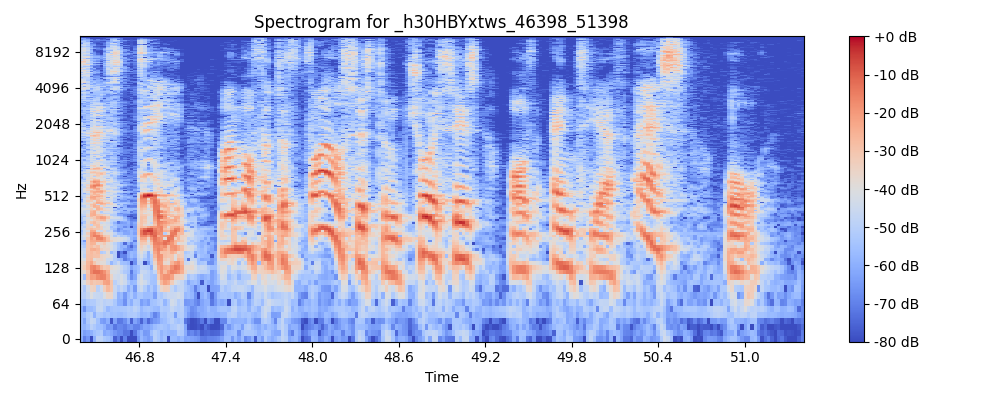 Spectrogram for _h30HBYxtws_46398_51398
8192
4096
2048
1024
512
256
128
64
0
Hz
46.8 47.4 48.0 48.6 49.2 49.8 50.4 51.0
Time
+0 dB
-10 dB
-20 dB
-30 dB
-40 dB
-50 dB
-60 dB
-70 dB
-80 dB